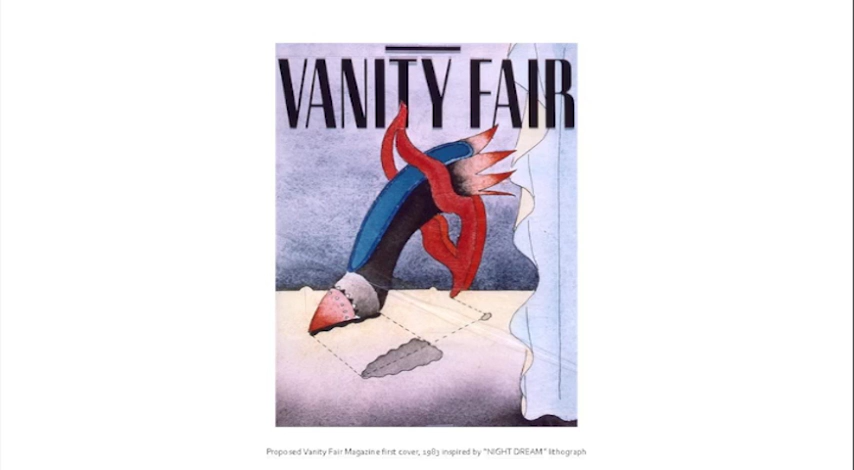 VANITY FAIR
Proposed Vanity Fair Magazine first cover, 1983 inspired by "NIGHT DREAM" lithograph